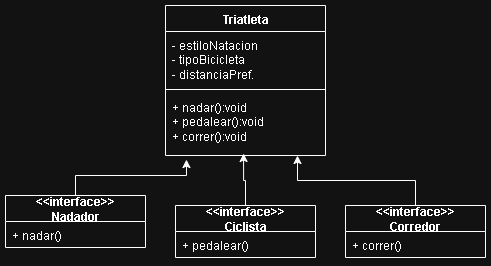 Triatleta
- estiloNatacion
- tipoBicicleta
- distanciaPref.
+ nadar():void
+ pedalear():void
+ correr():void
<<interface>>
Nadador
+ nadar()
<<interface>>
Ciclista
+ pedalear()
<<interface>>
Corredor
+ correr()